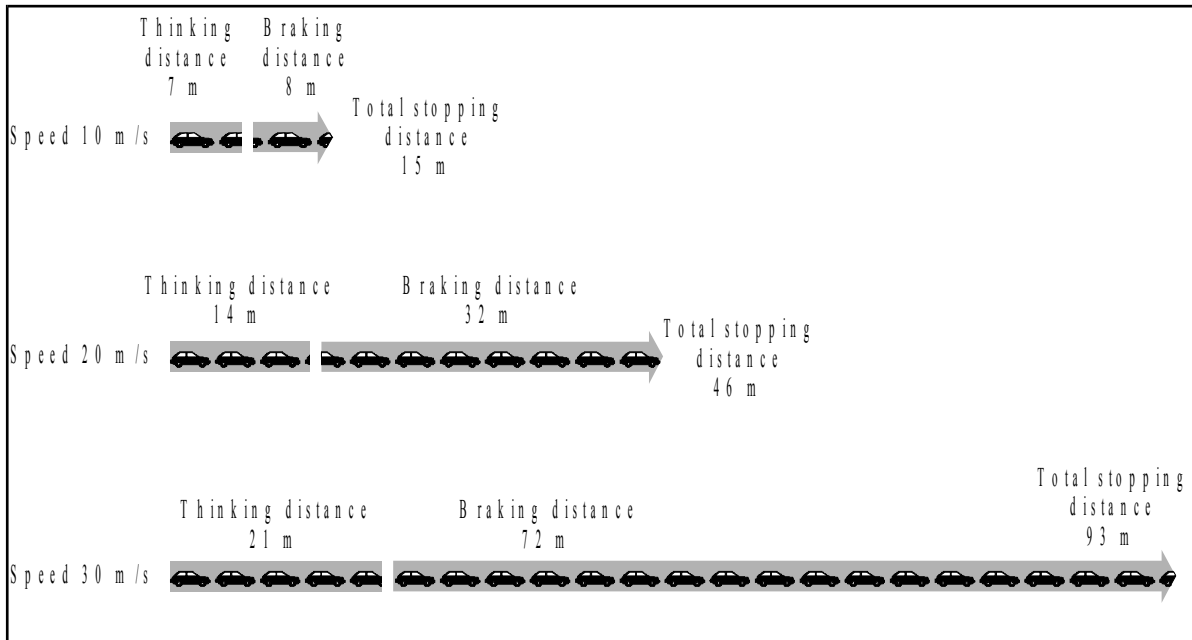 Thinking distance
7 m
Braking distance
8 m
Speed 10 m/s
Total stopping
distance
15 m
Thinking distance
14 m
Braking distance
32 m
Speed 20 m/s
Total stopping
distance
46 m
Thinking distance
21 m
Braking distance
72 m
Speed 30 m/s
Total stopping
distance
93 m